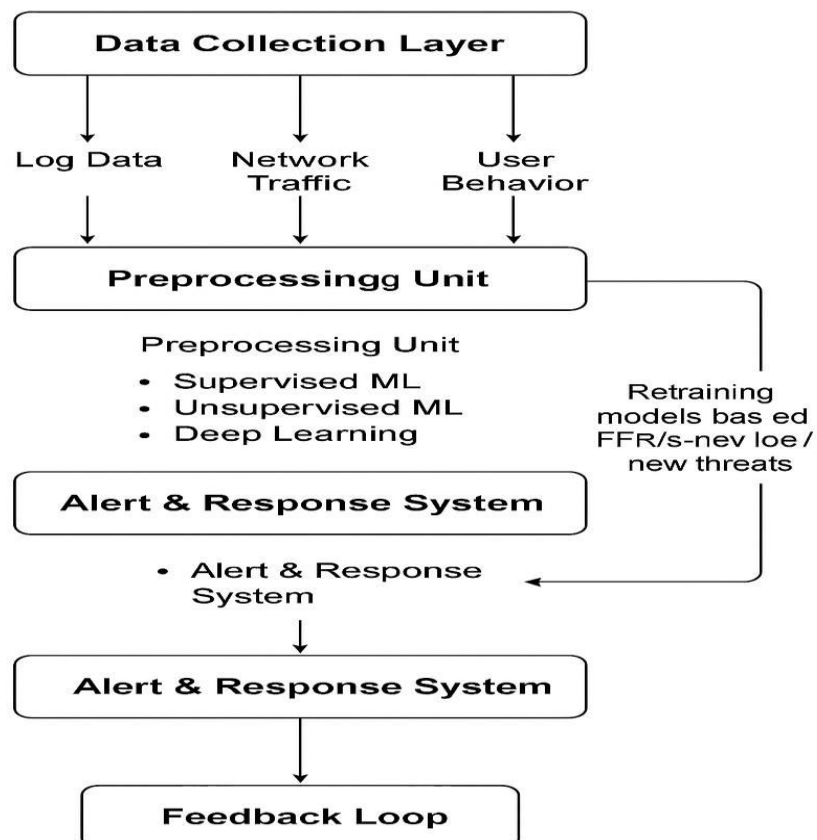 Data Collection Layer
Log Data
Network
Traffic
User
Behavior
Preprocessingg Unit
Preprocessing Unit
• Supervised ML
• Unsupervised ML
• Deep Learning
Retraining
models bas ed
FFR/s-nev loe /
new threats
Alert & Response System
• Alert & Response
System
Alert & Response System
Feedback Loop